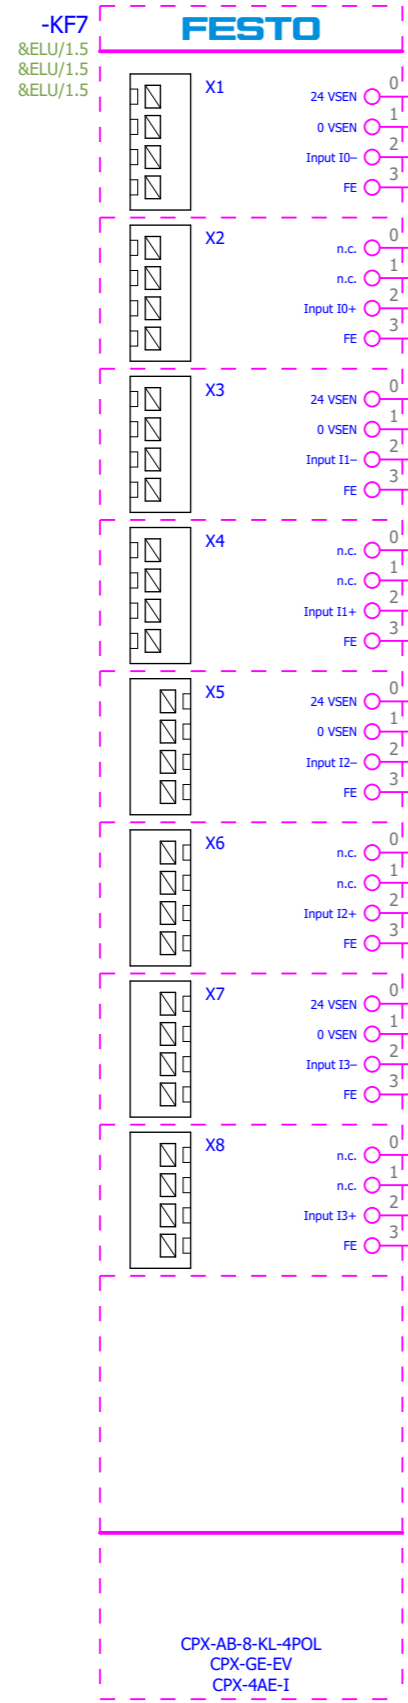 -KF7
FESTO
&ELU/1.5
&ELU/1.5
&ELU/1.5
X1
24 VSEN 0
0 VSEN 1
Input I0− 2
FE 3
X2
n.c. 0
n.c. 1
Input I0+ 2
FE 3
X3
24 VSEN 0
0 VSEN 1
Input I1− 2
FE 3
X4
n.c. 0
n.c. 1
Input I1+ 2
FE 3
X5
24 VSEN 0
0 VSEN 1
Input I2− 2
FE 3
X6
n.c. 0
n.c. 1
Input I2+ 2
FE 3
X7
24 VSEN 0
0 VSEN 1
Input I3− 2
FE 3
X8
n.c. 0
n.c. 1
Input I3+ 2
FE 3
CPX-AB-8-KL-4POL
CPX-GE-EV
CPX-4AE-I